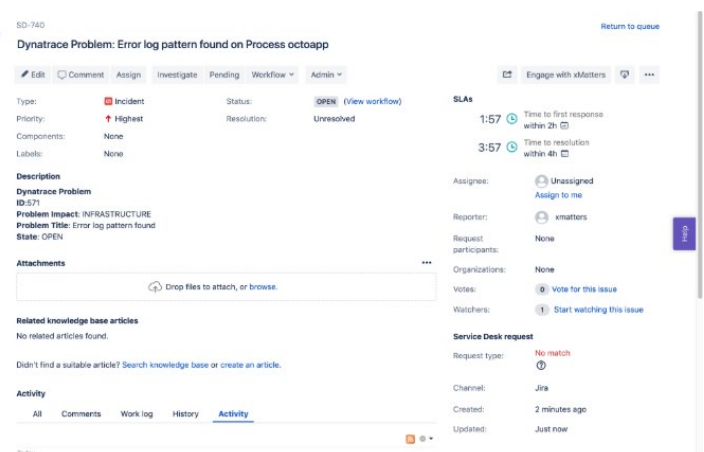 SD-740
Return to queue
Dynatrace Problem: Error log pattern found on Process octoapp
Edit Comment Assign Investigate Pending Workflow Admin Engage with xMatters
Type: Incident
Status: OPEN (View workflow)
Priority: Highest
Resolution: Unresolved
Components: None
Labels: None
Description
Dynatrace Problem
ID:571
Problem Impact: INFRASTRUCTURE
Problem Title: Error log pattern found
State: OPEN
Attachments
Drop files to attach, or browse.
Related knowledge base articles
No related articles found.
Didn't find a suitable article? Search knowledge base or create an article.
Activity
All Comments Work log History Activity
SLAs
1:57 Time to first response
within 2h
3:57 Time to resolution
within 4h
Assignee: Unassigned
Assign to me
Reporter: xmatters
Request None
participants:
Organizations: None
Votes: 0 Vote for this issue
Watchers: 1 Start watching this issue
Service Desk request
Request type: No match
Channel: Jira
Created: 2 minutes ago
Updated: Just now
Help